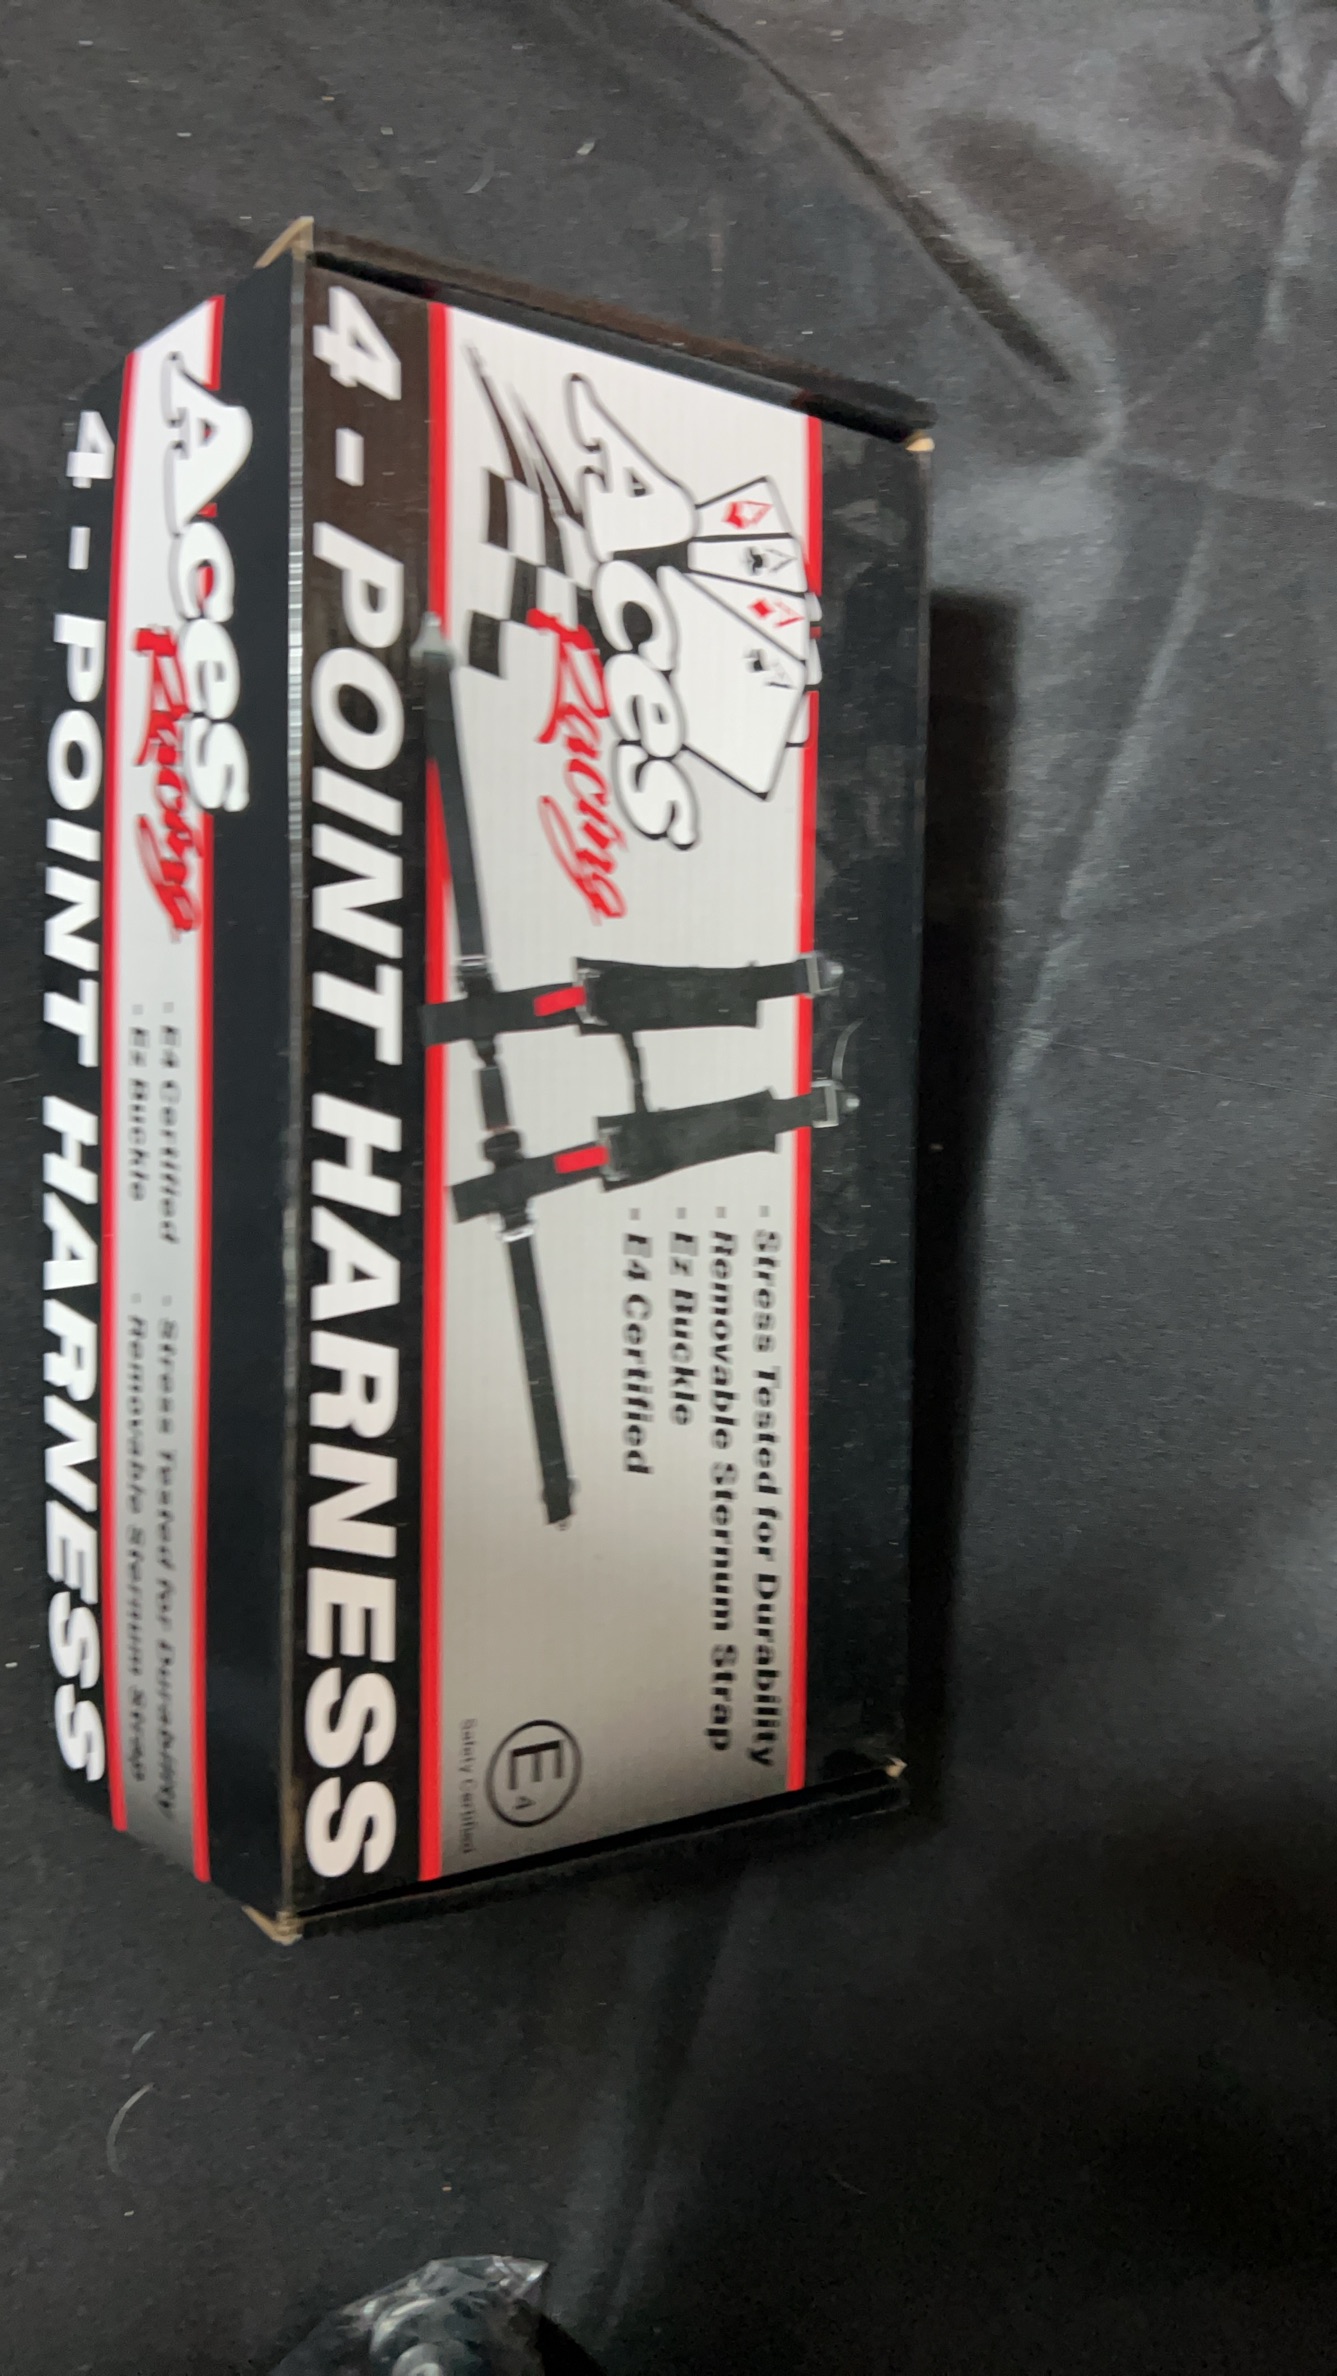 Aces
Racing
- Stress Tested for Durability
- Removable Sternum Strap
- Ez Buckle
- E4 Certified
E4
Safety Certified
4 - POINT HARNESS
Aces
Racing
- E4 Certified - Stress Tested for Durability
- Ez Buckle - Removable Sternum Strap
4 - POINT HARNESS